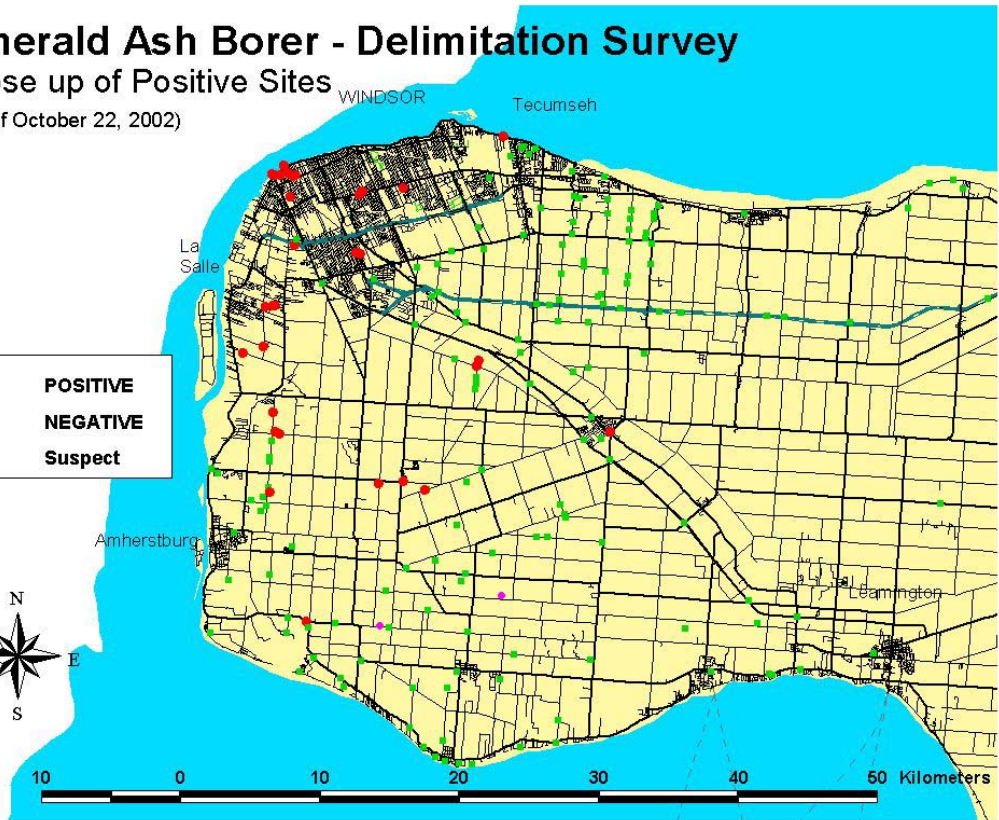 merald Ash Borer - Delimitation Survey
ose up of Positive Sites
f October 22, 2002)
WINDSOR
Tecumseh
La
Salle
POSITIVE
NEGATIVE
Suspect
Amherstburg
Leamington
N
E
S
10 0 10 20 30 40 50 Kilometers